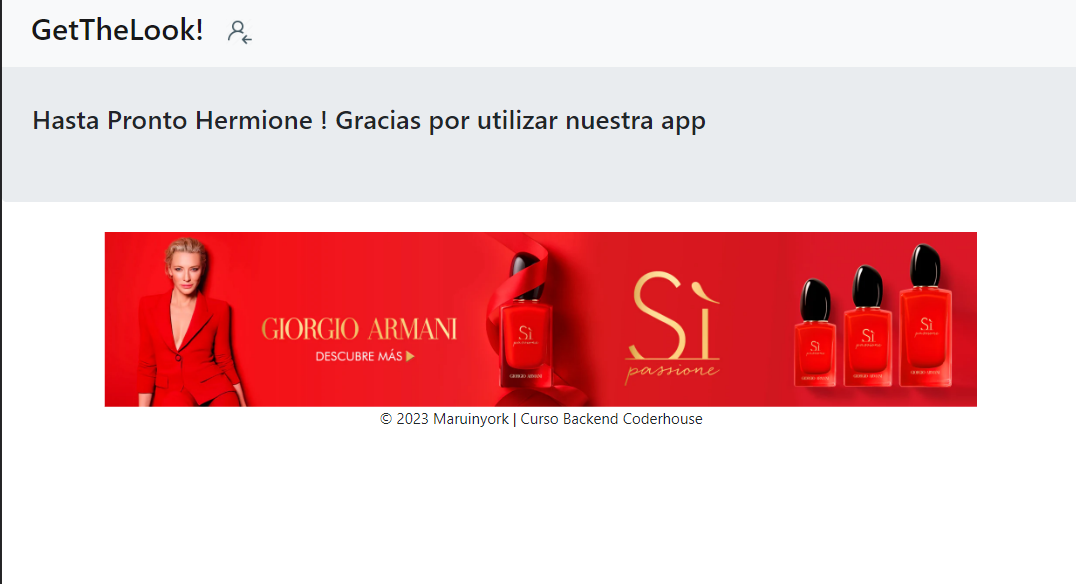 GetTheLook!
Hasta Pronto Hermione ! Gracias por utilizar nuestra app
GIORGIO ARMANI
DESCUBRE MÁS
Sì
passione
GIORGIO ARMANI
Sì
passione
Sì
passione
GIORGIO ARMANI
Sì
passione
GIORGIO ARMANI
Sì
passione
GIORGIO ARMANI
© 2023 Maruinyork | Curso Backend Coderhouse